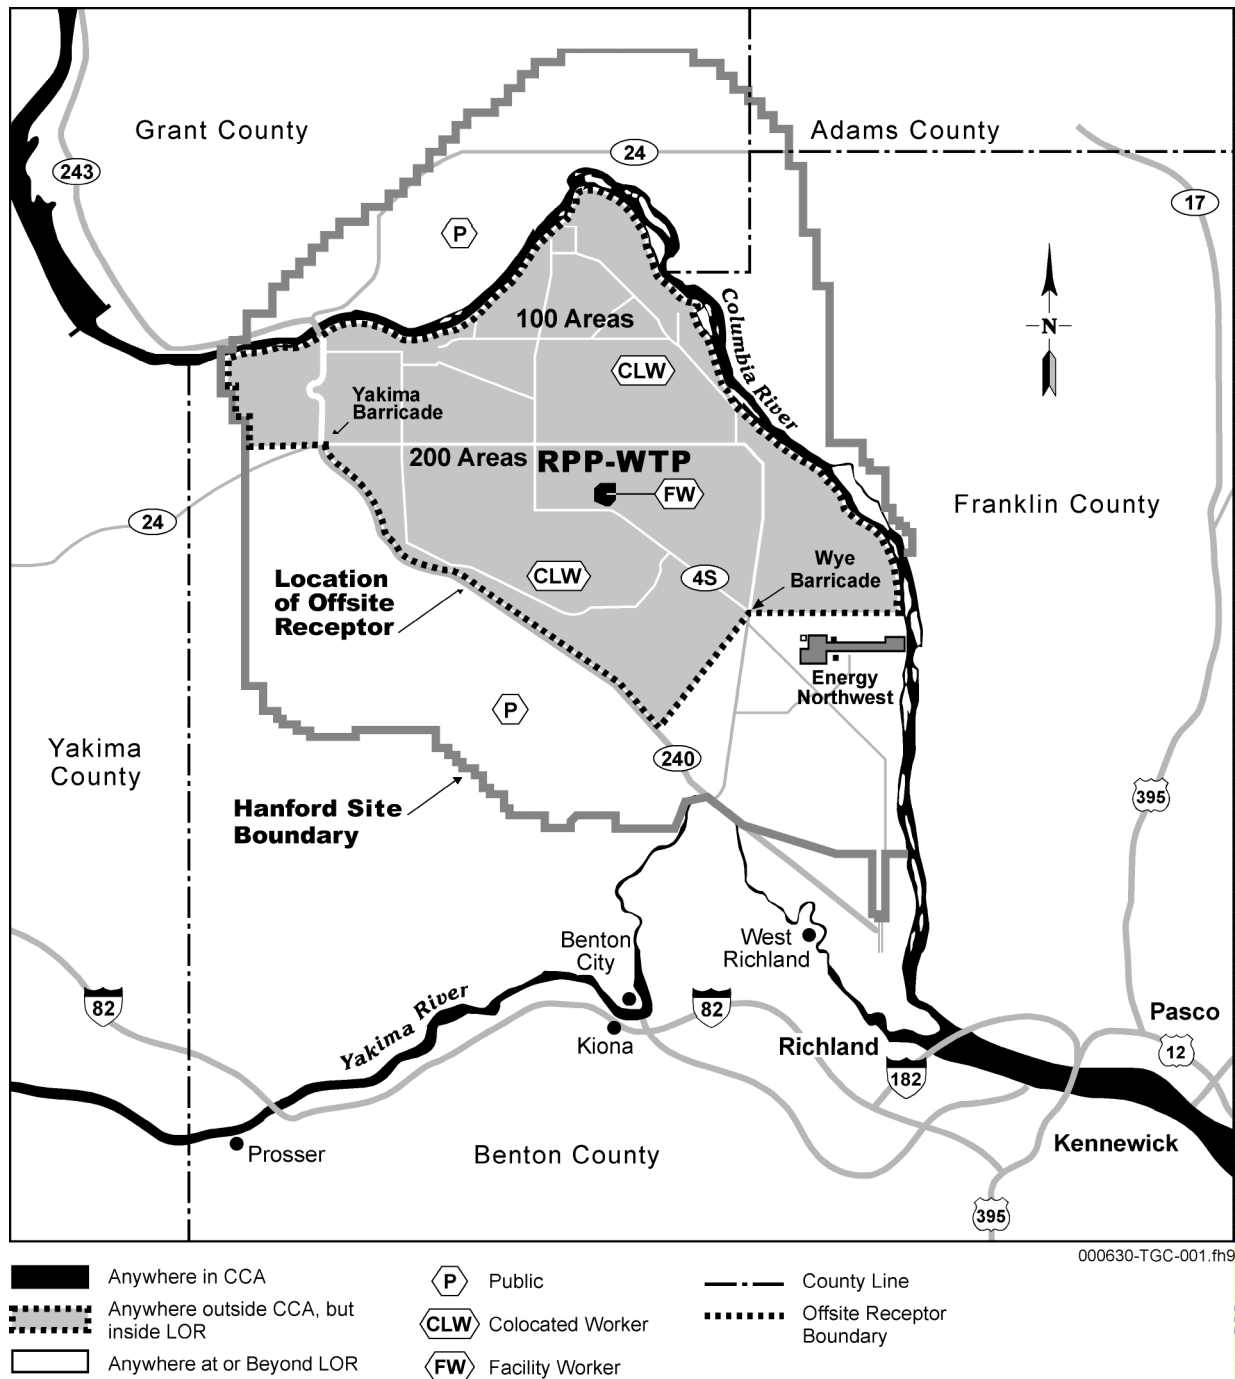 Grant County
Adams County
24
243
17
P
N
Columbia River
100 Areas
CLW
Yakima
Barricade
200 Areas
RPP-WTP
FW
Franklin County
24
Wye
Barricade
Location
of Offsite
Receptor
CLW
4S
Energy
Northwest
P
Yakima
County
240
395
Hanford Site
Boundary
Benton
City
West
Richland
82
82
Yakima River
Pasco
Kiona
Richland
12
182
Prosser
Benton County
Kennewick
395
000630-TGC-001.fh9
Anywhere in CCA
Anywhere outside CCA, but
inside LOR
Anywhere at or Beyond LOR
P Public
CLW Colocated Worker
FW Facility Worker
County Line
Offsite Receptor
Boundary